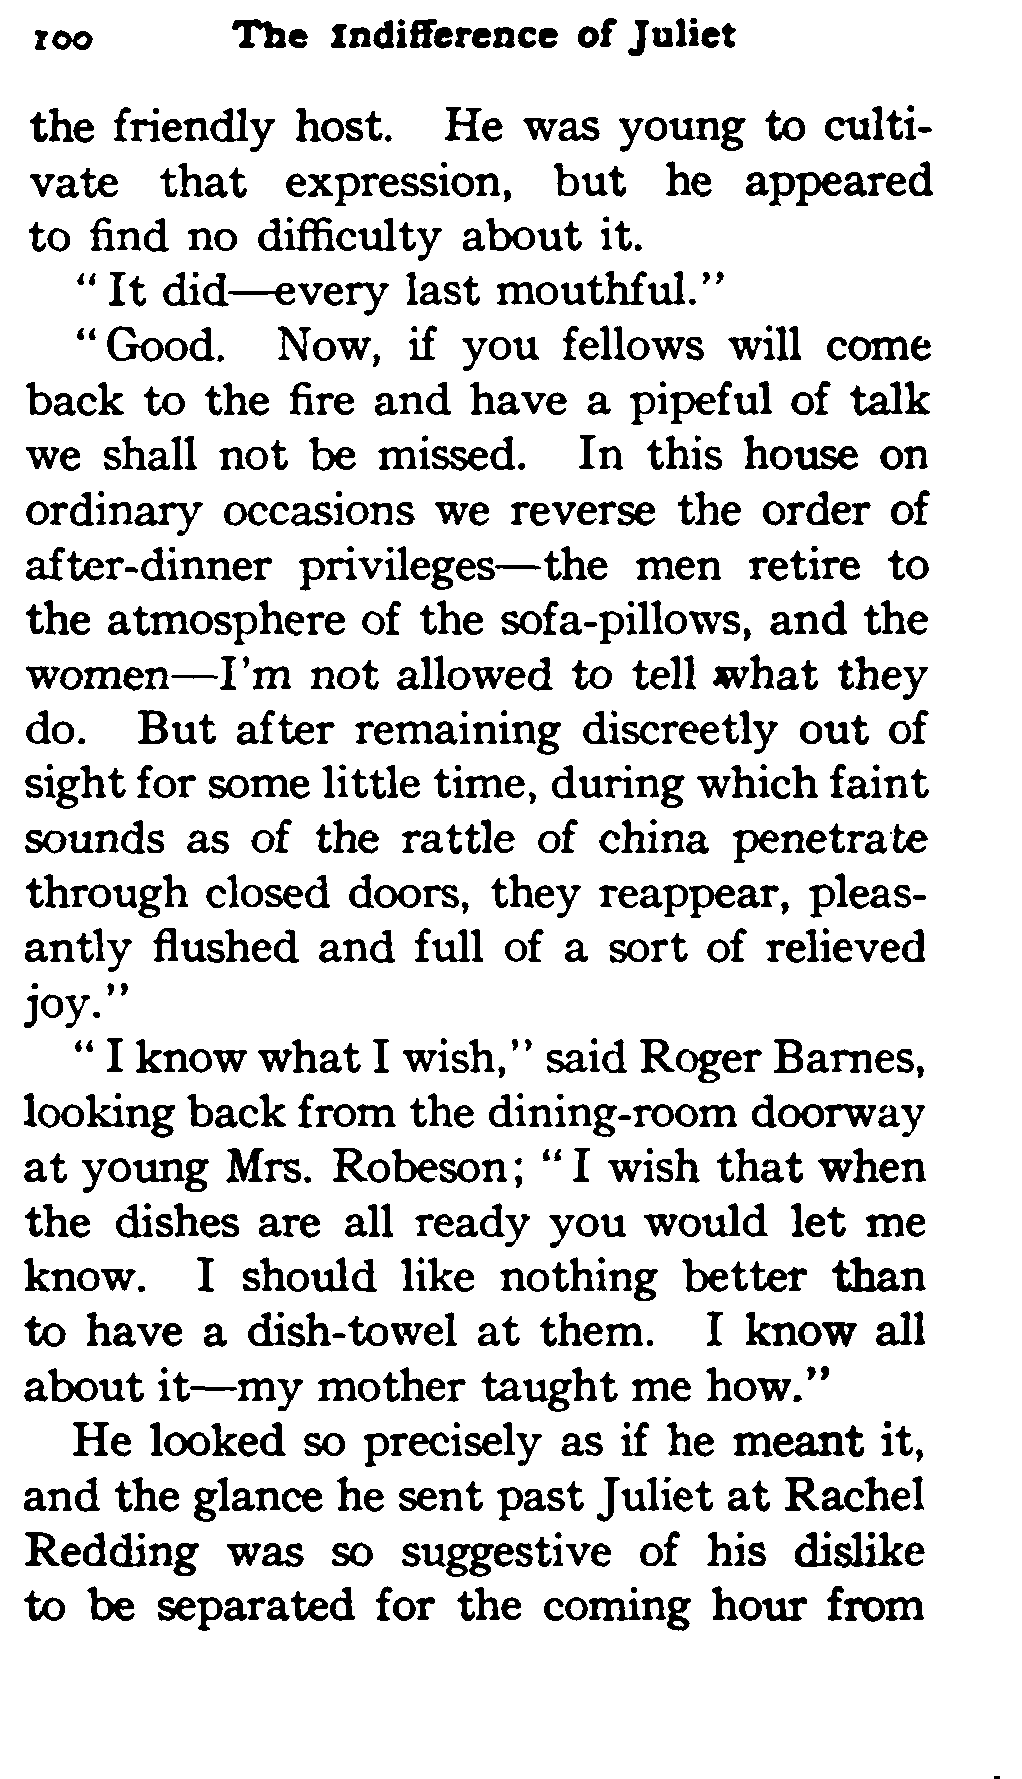 100 The Indifference of Juliet
the friendly host. He was young to culti-
vate that expression, but he appeared
to find no difficulty about it.
"It did—every last mouthful."
"Good. Now, if you fellows will come
back to the fire and have a pipeful of talk
we shall not be missed. In this house on
ordinary occasions we reverse the order of
after-dinner privileges—the men retire to
the atmosphere of the sofa-pillows, and the
women—I'm not allowed to tell what they
do. But after remaining discreetly out of
sight for some little time, during which faint
sounds as of the rattle of china penetrate
through closed doors, they reappear, pleas-
antly flushed and full of a sort of relieved
joy."
"I know what I wish," said Roger Barnes,
looking back from the dining-room doorway
at young Mrs. Robeson; "I wish that when
the dishes are all ready you would let me
know. I should like nothing better than
to have a dish-towel at them. I know all
about it—my mother taught me how."
He looked so precisely as if he meant it,
and the glance he sent past Juliet at Rachel
Redding was so suggestive of his dislike
to be separated for the coming hour from